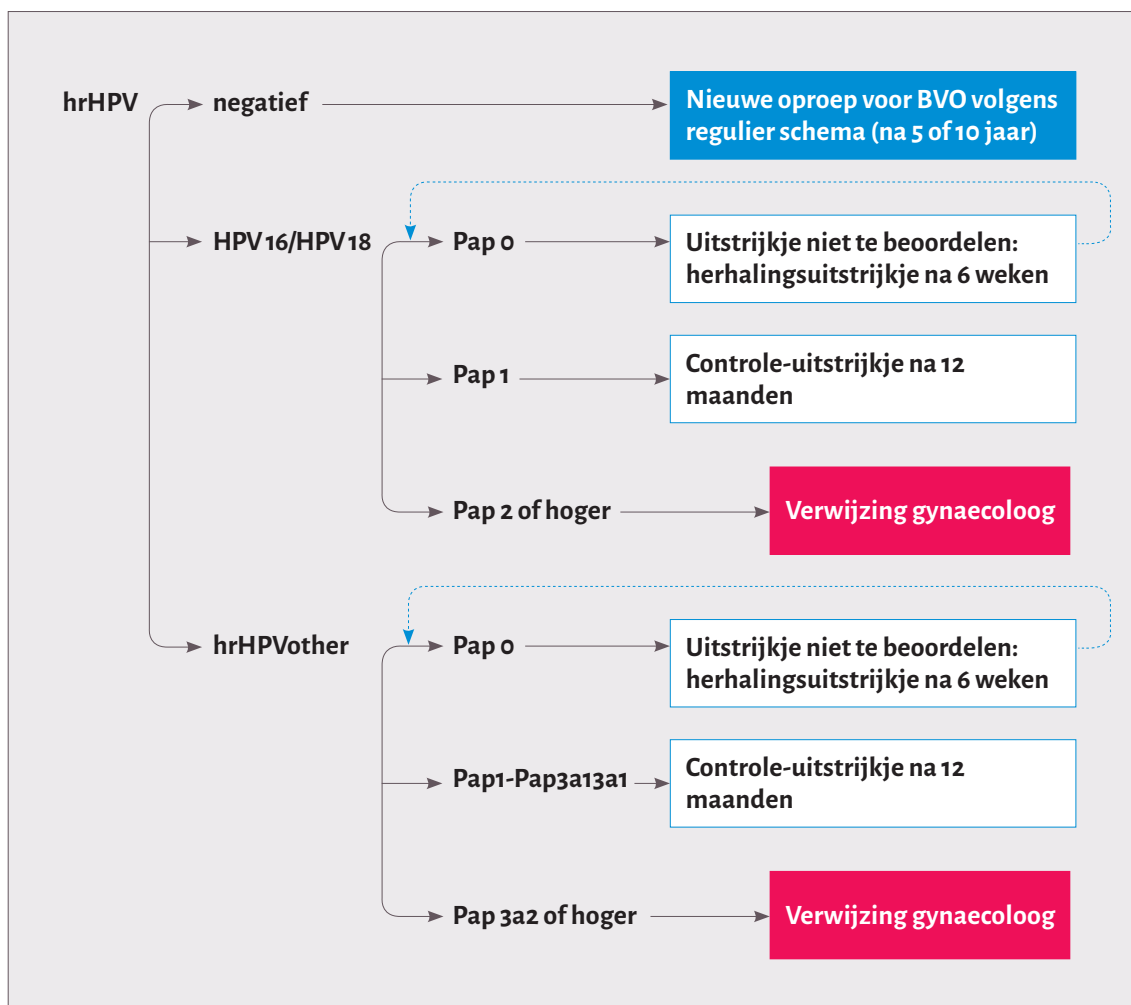 hrHPV
negatief
Nieuwe oproep voor BVO volgens
regulier schema (na 5 of 10 jaar)
HPV16/HPV18
Pap 0
Uitstrijkje niet te beoordelen:
herhalingsuitstrijkje na 6 weken
Pap 1
Controle-uitstrijkje na 12
maanden
Pap 2 of hoger
Verwijzing gynaecoloog
hrHPVother
Pap 0
Uitstrijkje niet te beoordelen:
herhalingsuitstrijkje na 6 weken
Pap1-Pap3a13a1
Controle-uitstrijkje na 12
maanden
Pap 3a2 of hoger
Verwijzing gynaecoloog